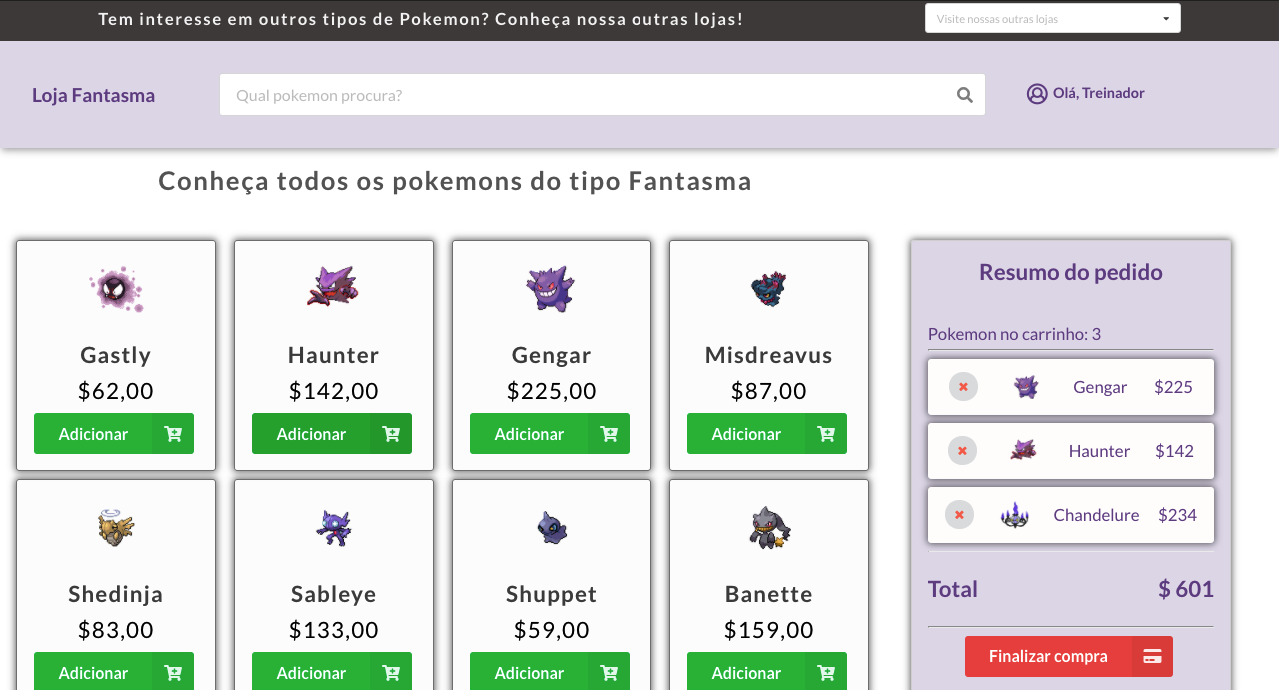 Tem interesse em outros tipos de Pokemon? Conheça nossa outras lojas!
Visite nossas outras lojas
Loja Fantasma
Qual pokemon procura?
Olá, Treinador
Conheça todos os pokemons do tipo Fantasma
Gastly
$62,00
Adicionar
Haunter
$142,00
Adicionar
Gengar
$225,00
Adicionar
Misdreavus
$87,00
Adicionar
Shedinja
$83,00
Adicionar
Sableye
$133,00
Adicionar
Shuppet
$59,00
Adicionar
Banette
$159,00
Adicionar
Resumo do pedido
Pokemon no carrinho: 3
Gengar $225
Haunter $142
Chandelure $234
Total $ 601
Finalizar compra